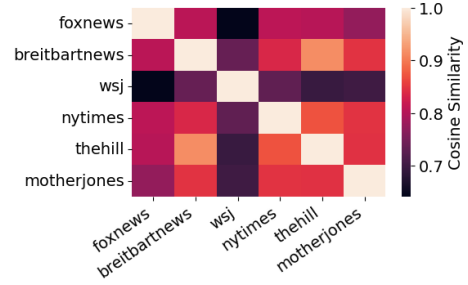 foxnews
breitbartnews
wsj
nytimes
thehill
motherjones
foxnews
breitbartnews
wsj
nytimes
thehill
motherjones
1.0
0.9
0.8
0.7
Cosine Similarity